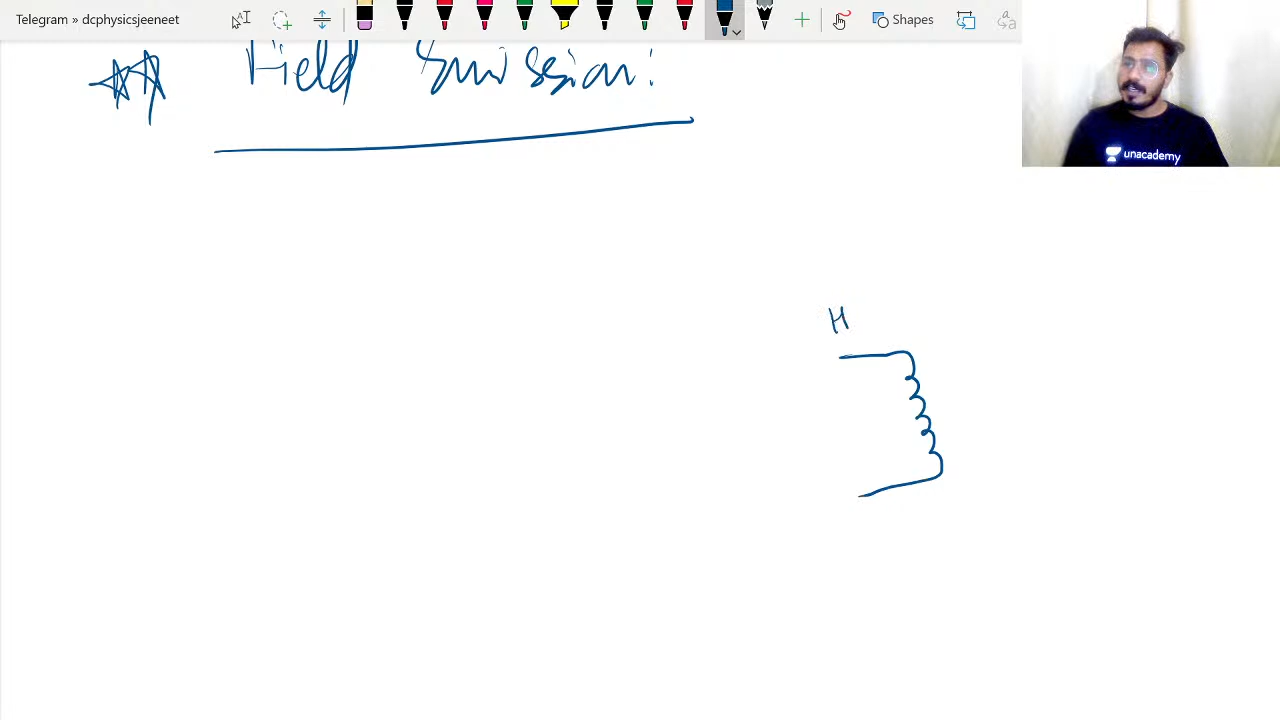 Telegram » dcphysicsjeeneet
Shapes
Field Emission:
unacademy
H